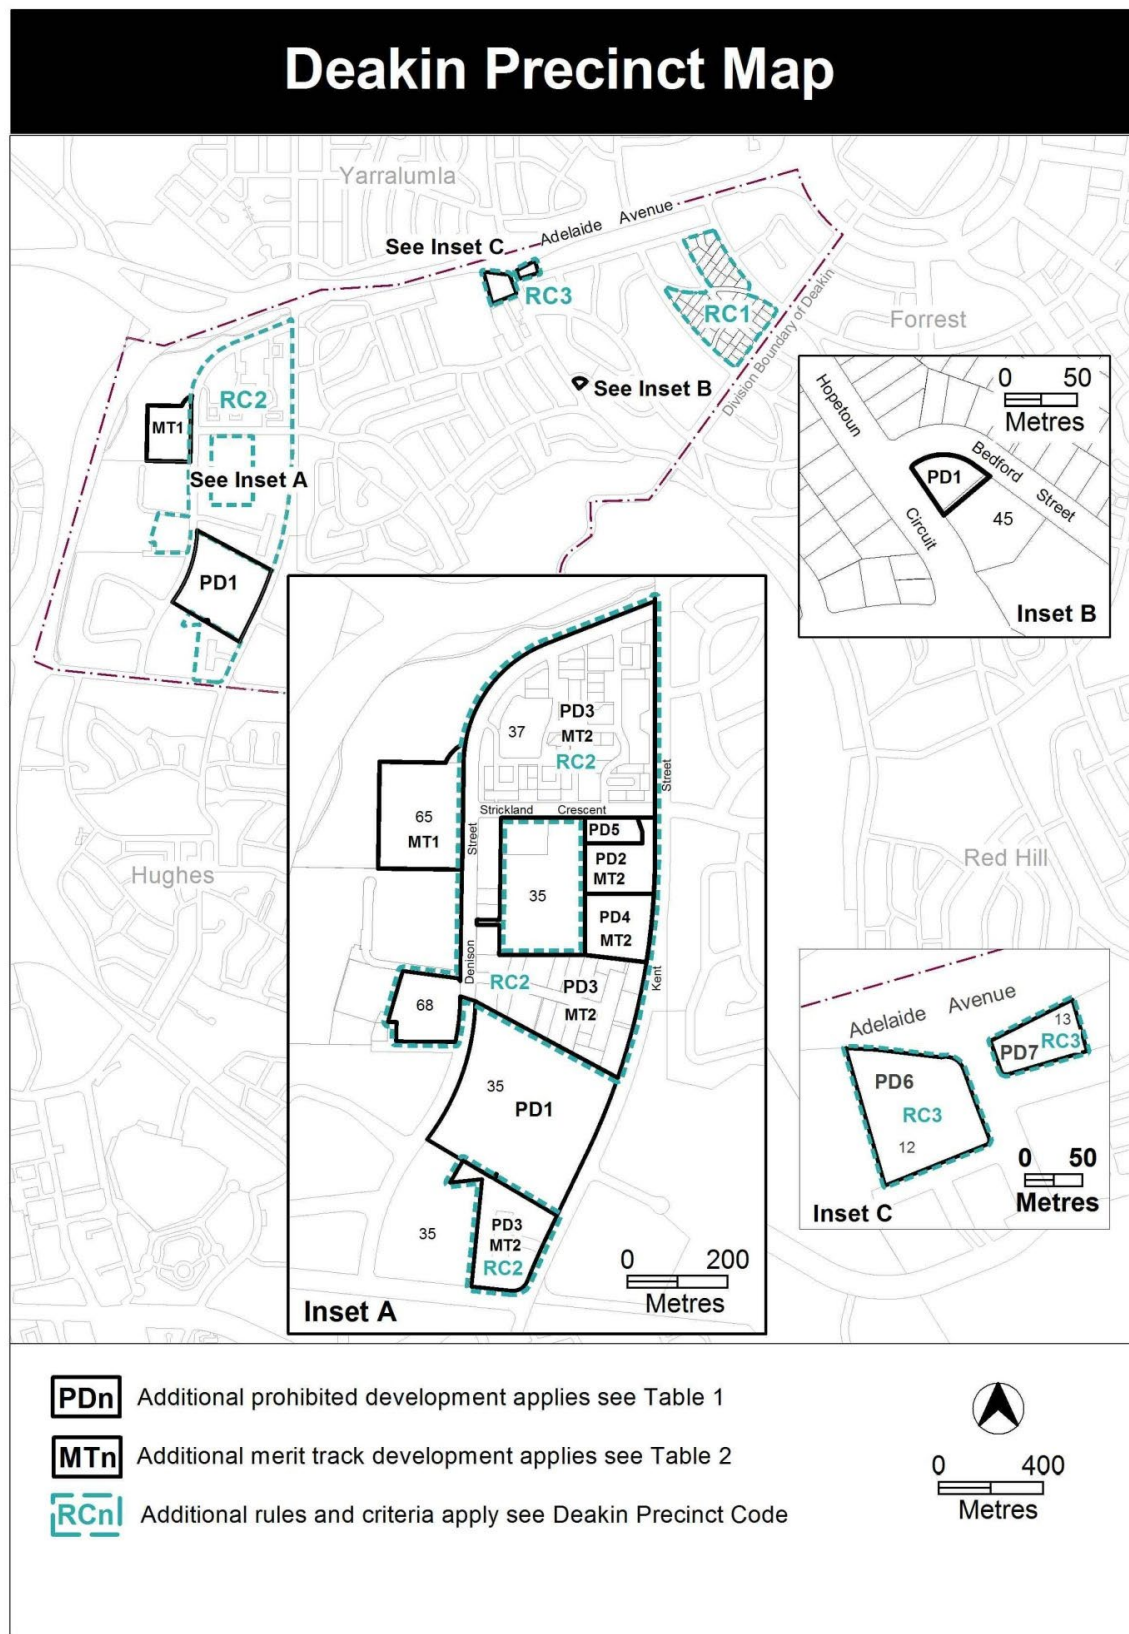 Deakin Precinct Map
Yarralumla
See Inset C
Adelaide Avenue
RC3
RC1
Division Boundary of Deakin
Forrest
RC2
MT1
See Inset A
See Inset B
PD1
0 50
Metres
Hopetoun
Circuit
Bedford
Street
PD1
45
Inset B
37
PD3
MT2
RC2
Street
Strickland Crescent
65
MT1
Street
PD5
PD2
MT2
35
PD4
MT2
Denison
Kent
RC2
PD3
MT2
68
35
PD1
35
PD3
MT2
RC2
0 200
Metres
Inset A
Hughes
Red Hill
Adelaide Avenue
13
RC3
PD7
PD6
RC3
12
0 50
Metres
Inset C
PDn Additional prohibited development applies see Table 1
MTn Additional merit track development applies see Table 2
RCn Additional rules and criteria apply see Deakin Precinct Code
0 400
Metres